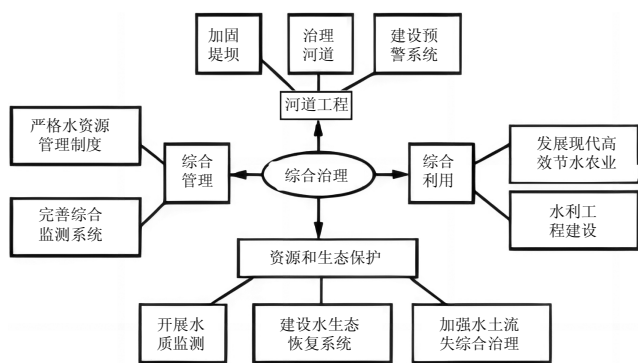 加固
堤坝
治理
河道
建设预
警系统
河道工程
严格水资源
管理制度
综合
管理
综合治理
综合
利用
发展现代高
效节水农业
完善综合
监测系统
水利工
程建设
资源和生态保护
开展水
质监测
建设水生态
恢复系统
加强水土流
失综合治理